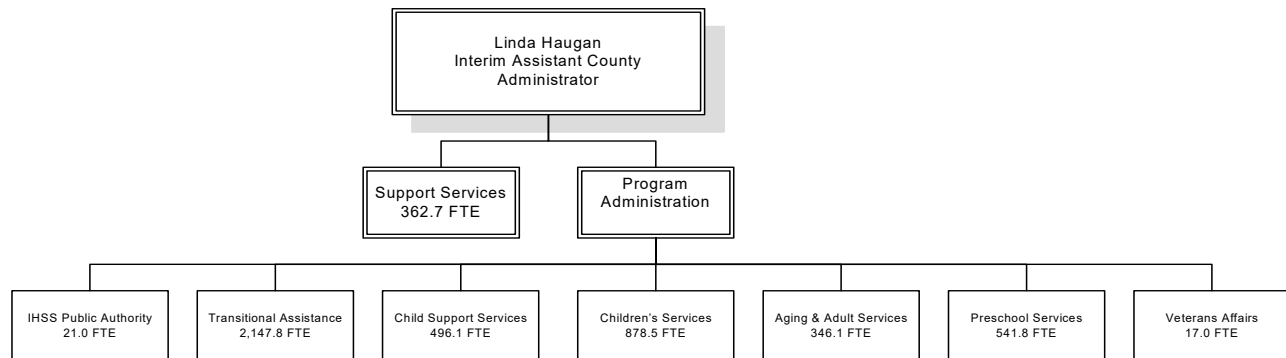 Linda Haugan
Interim Assistant County
Administrator
Support Services
362.7 FTE
Program
Administration
IHSS Public Authority
21.0 FTE
Transitional Assistance
2,147.8 FTE
Child Support Services
496.1 FTE
Children's Services
878.5 FTE
Aging & Adult Services
346.1 FTE
Preschool Services
541.8 FTE
Veterans Affairs
17.0 FTE